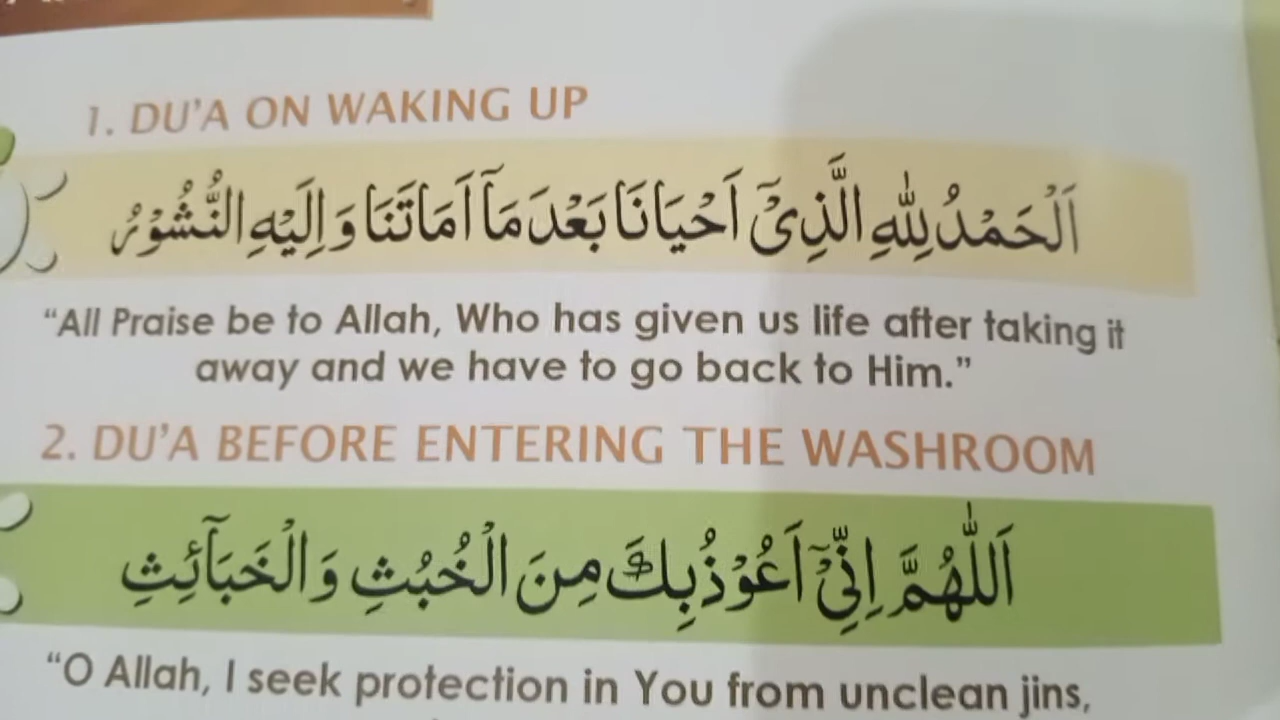 1. DU'A ON WAKING UP
اَلْحَمْدُ لِلّٰهِ الَّذِیْٓ اَحْيَانَا بَعْدَ مَآ اَمَاتَنَا وَ اِلَيْهِ النُّشُوْرُ
“All Praise be to Allah, Who has given us life after taking it
away and we have to go back to Him.”
2. DU'A BEFORE ENTERING THE WASHROOM
اَللّٰهُمَّ اِنِّیْٓ اَعُوْذُبِكَ مِنَ الْخُبُثِ وَ الْخَبَآئِثِ
“O Allah, I seek protection in You from unclean jins,